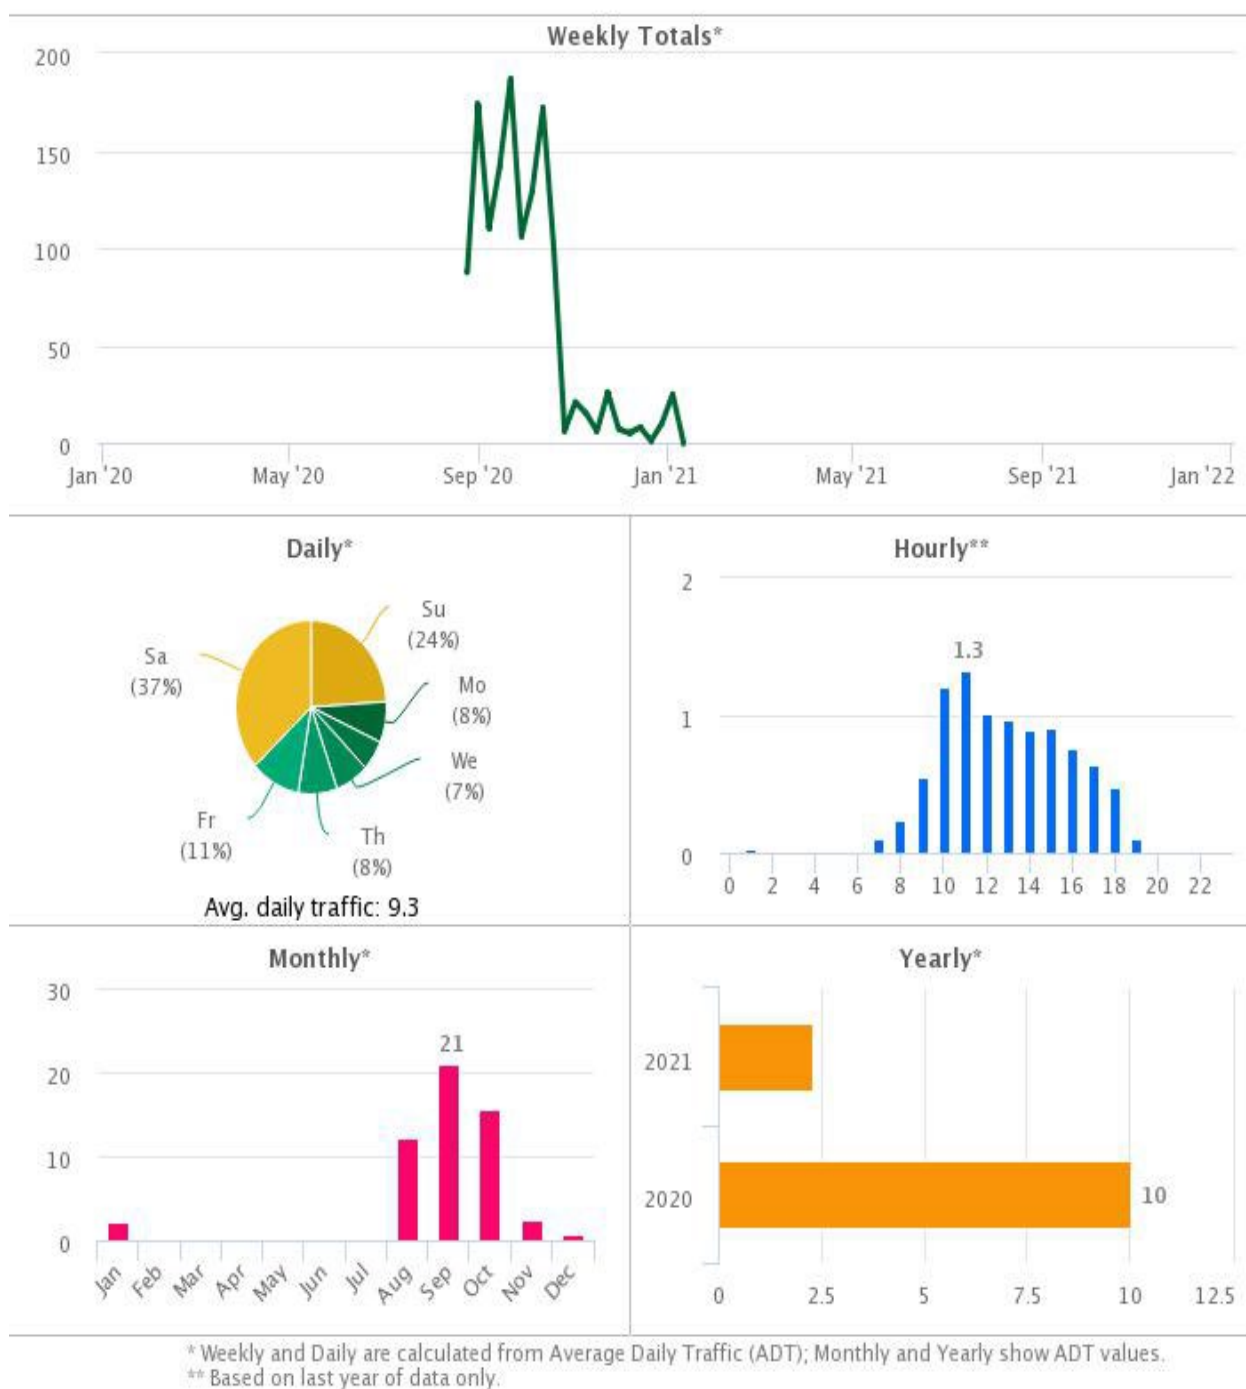 Weekly Totals*
200
150
100
50
0
Jan '20 May '20 Sep '20 Jan '21 May '21 Sep '21 Jan '22
Daily*
Su
(24%)
Sa
(37%)
Mo
(8%)
We
(7%)
Fr
(11%)
Th
(8%)
Avg. daily traffic: 9.3
Hourly**
2
1.3
1
0
0 2 4 6 8 10 12 14 16 18 20 22
Monthly*
30
21
20
10
0
Jan Feb Mar Apr May Jun Jul Aug Sep Oct Nov Dec
Yearly*
2021
2020
10
0 2.5 5 7.5 10 12.5
* Weekly and Daily are calculated from Average Daily Traffic (ADT); Monthly and Yearly show ADT values.
** Based on last year of data only.